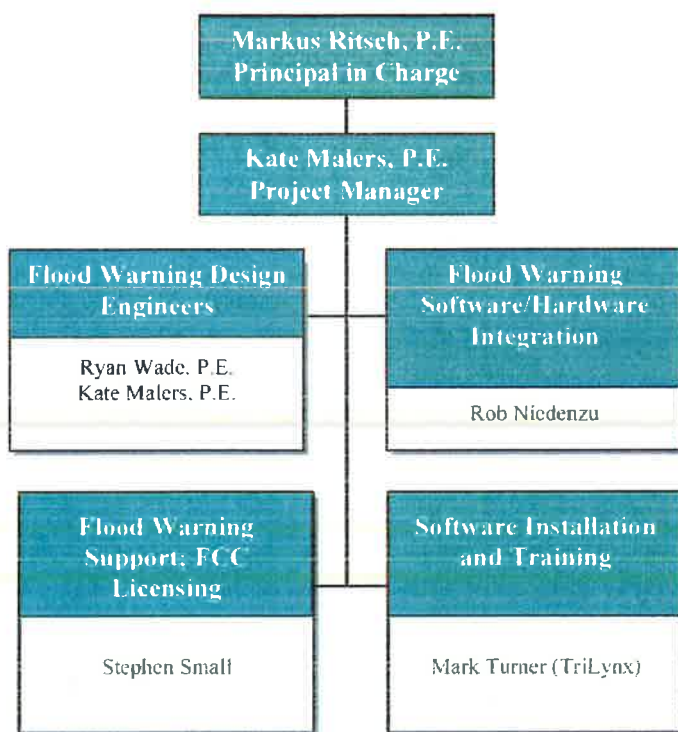 Markus Ritsch, P.E.
Principal in Charge
Kate Malers, P.E.
Project Manager
Flood Warning Design
Engineers
Ryan Wade, P.E.
Kate Malers, P.E.
Flood Warning
Software/Hardware
Integration
Rob Niedenzu
Flood Warning
Support; FCC
Licensing
Stephen Small
Software Installation
and Training
Mark Turner (TriLynx)